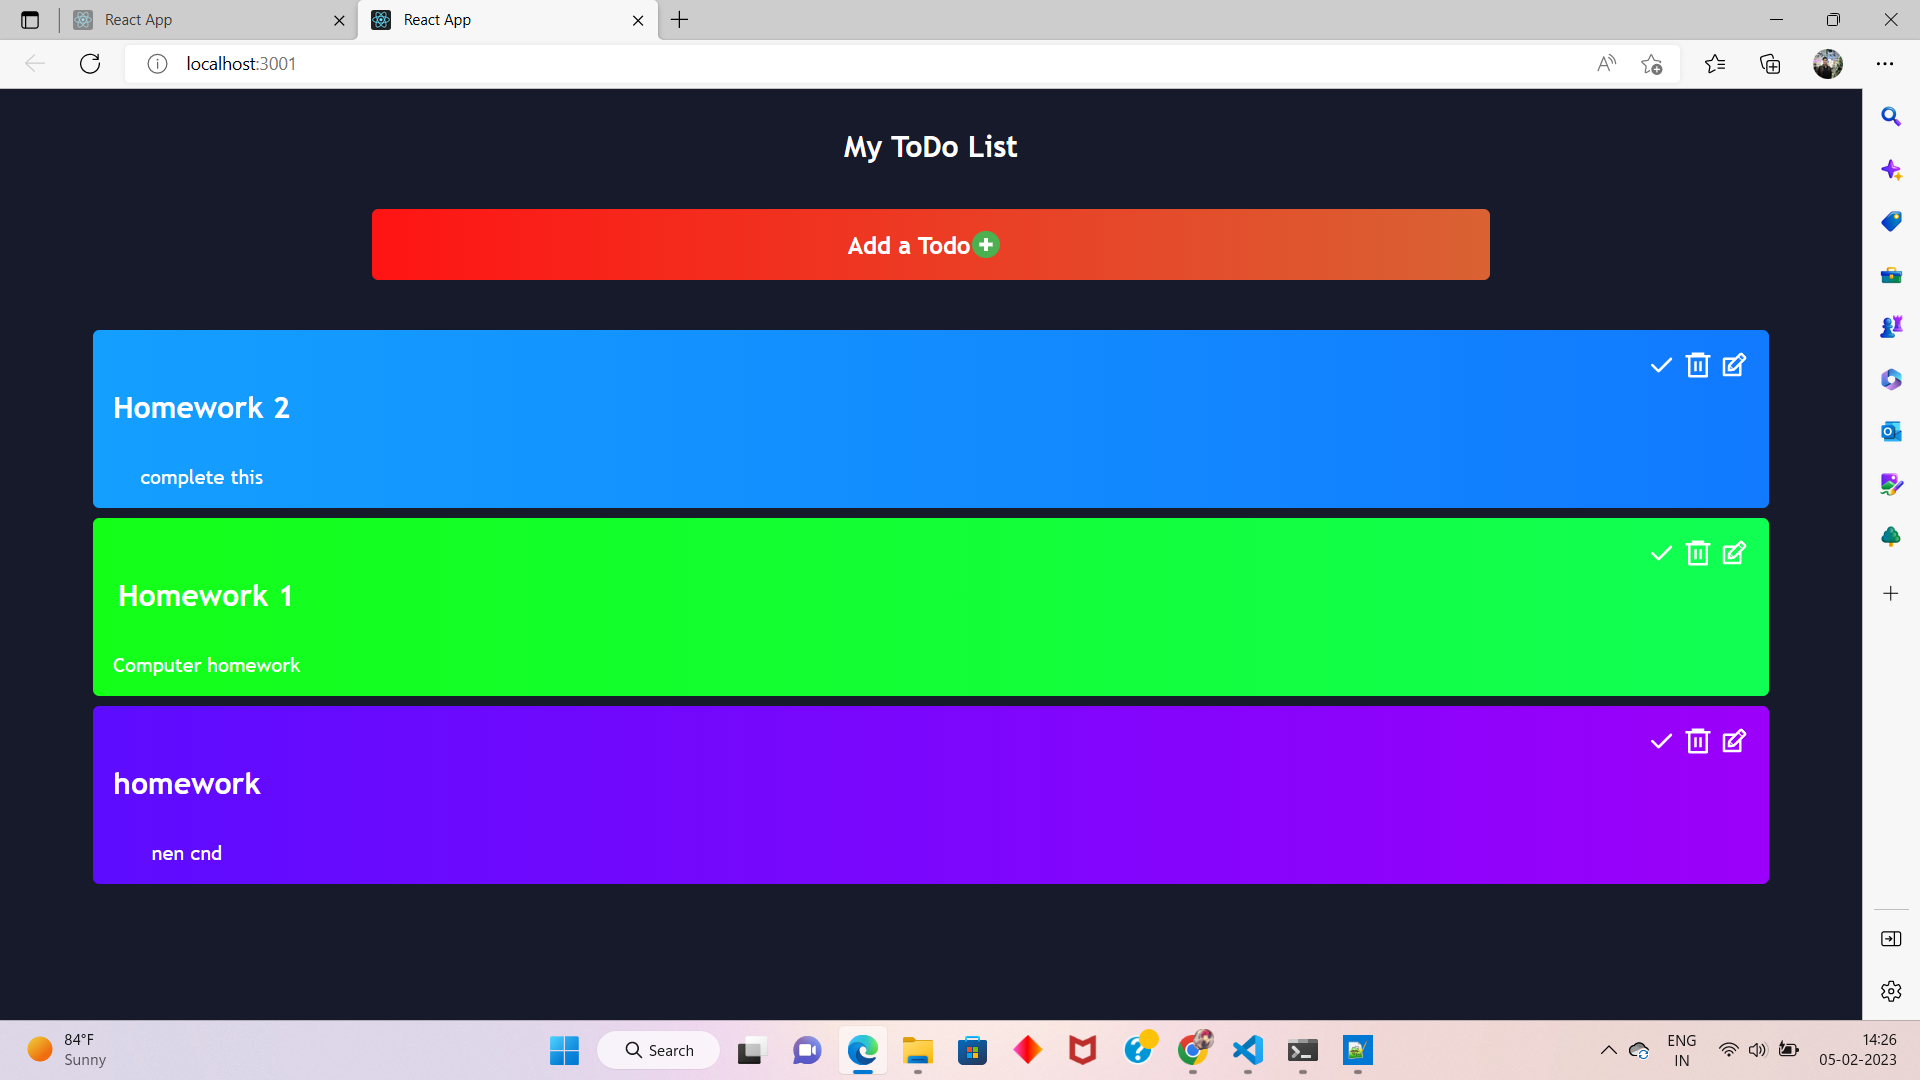 React App
React App
localhost:3001
My ToDo List
Add a Todo
Homework 2
complete this
Homework 1
Computer homework
homework
nen cnd
84°F
Sunny
Search
ENG
IN
14:26
05-02-2023